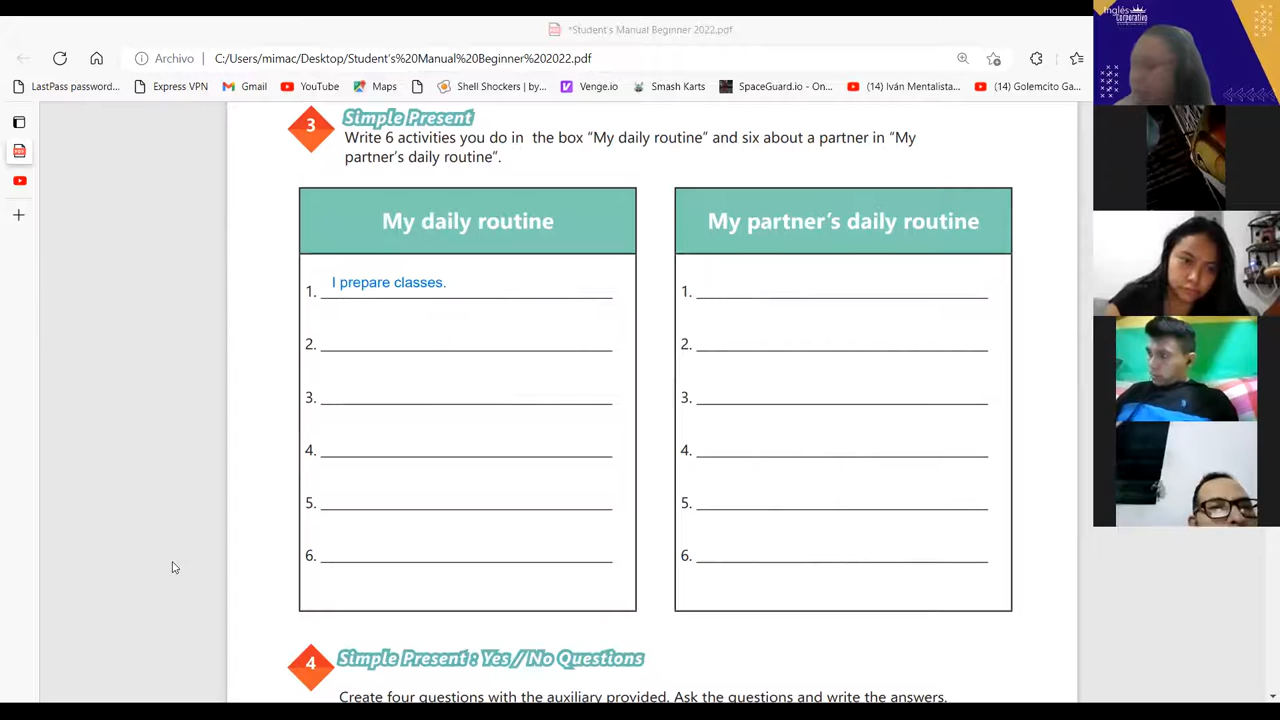 *Student's Manual Beginner 2022.pdf
Archivo
C:/Users/mimac/Desktop/Student's%20Manual%20Beginner%202022.pdf
LastPass password...
Express VPN
Gmail
YouTube
Maps
Shell Shockers | by...
Venge.io
Smash Karts
SpaceGuard.io - On...
(14) Iván Mentalista...
(14) Golemcito Ga...
Inglés
Corporativo
3
Simple Present
Write 6 activities you do in the box “My daily routine” and six about a partner in “My
partner’s daily routine”.
My daily routine
1. I prepare classes.
2.
3.
4.
5.
6.
My partner’s daily routine
1.
2.
3.
4.
5.
6.
4
Simple Present : Yes / No Questions
Create four questions with the auxiliary provided. Ask the questions and write the answers.